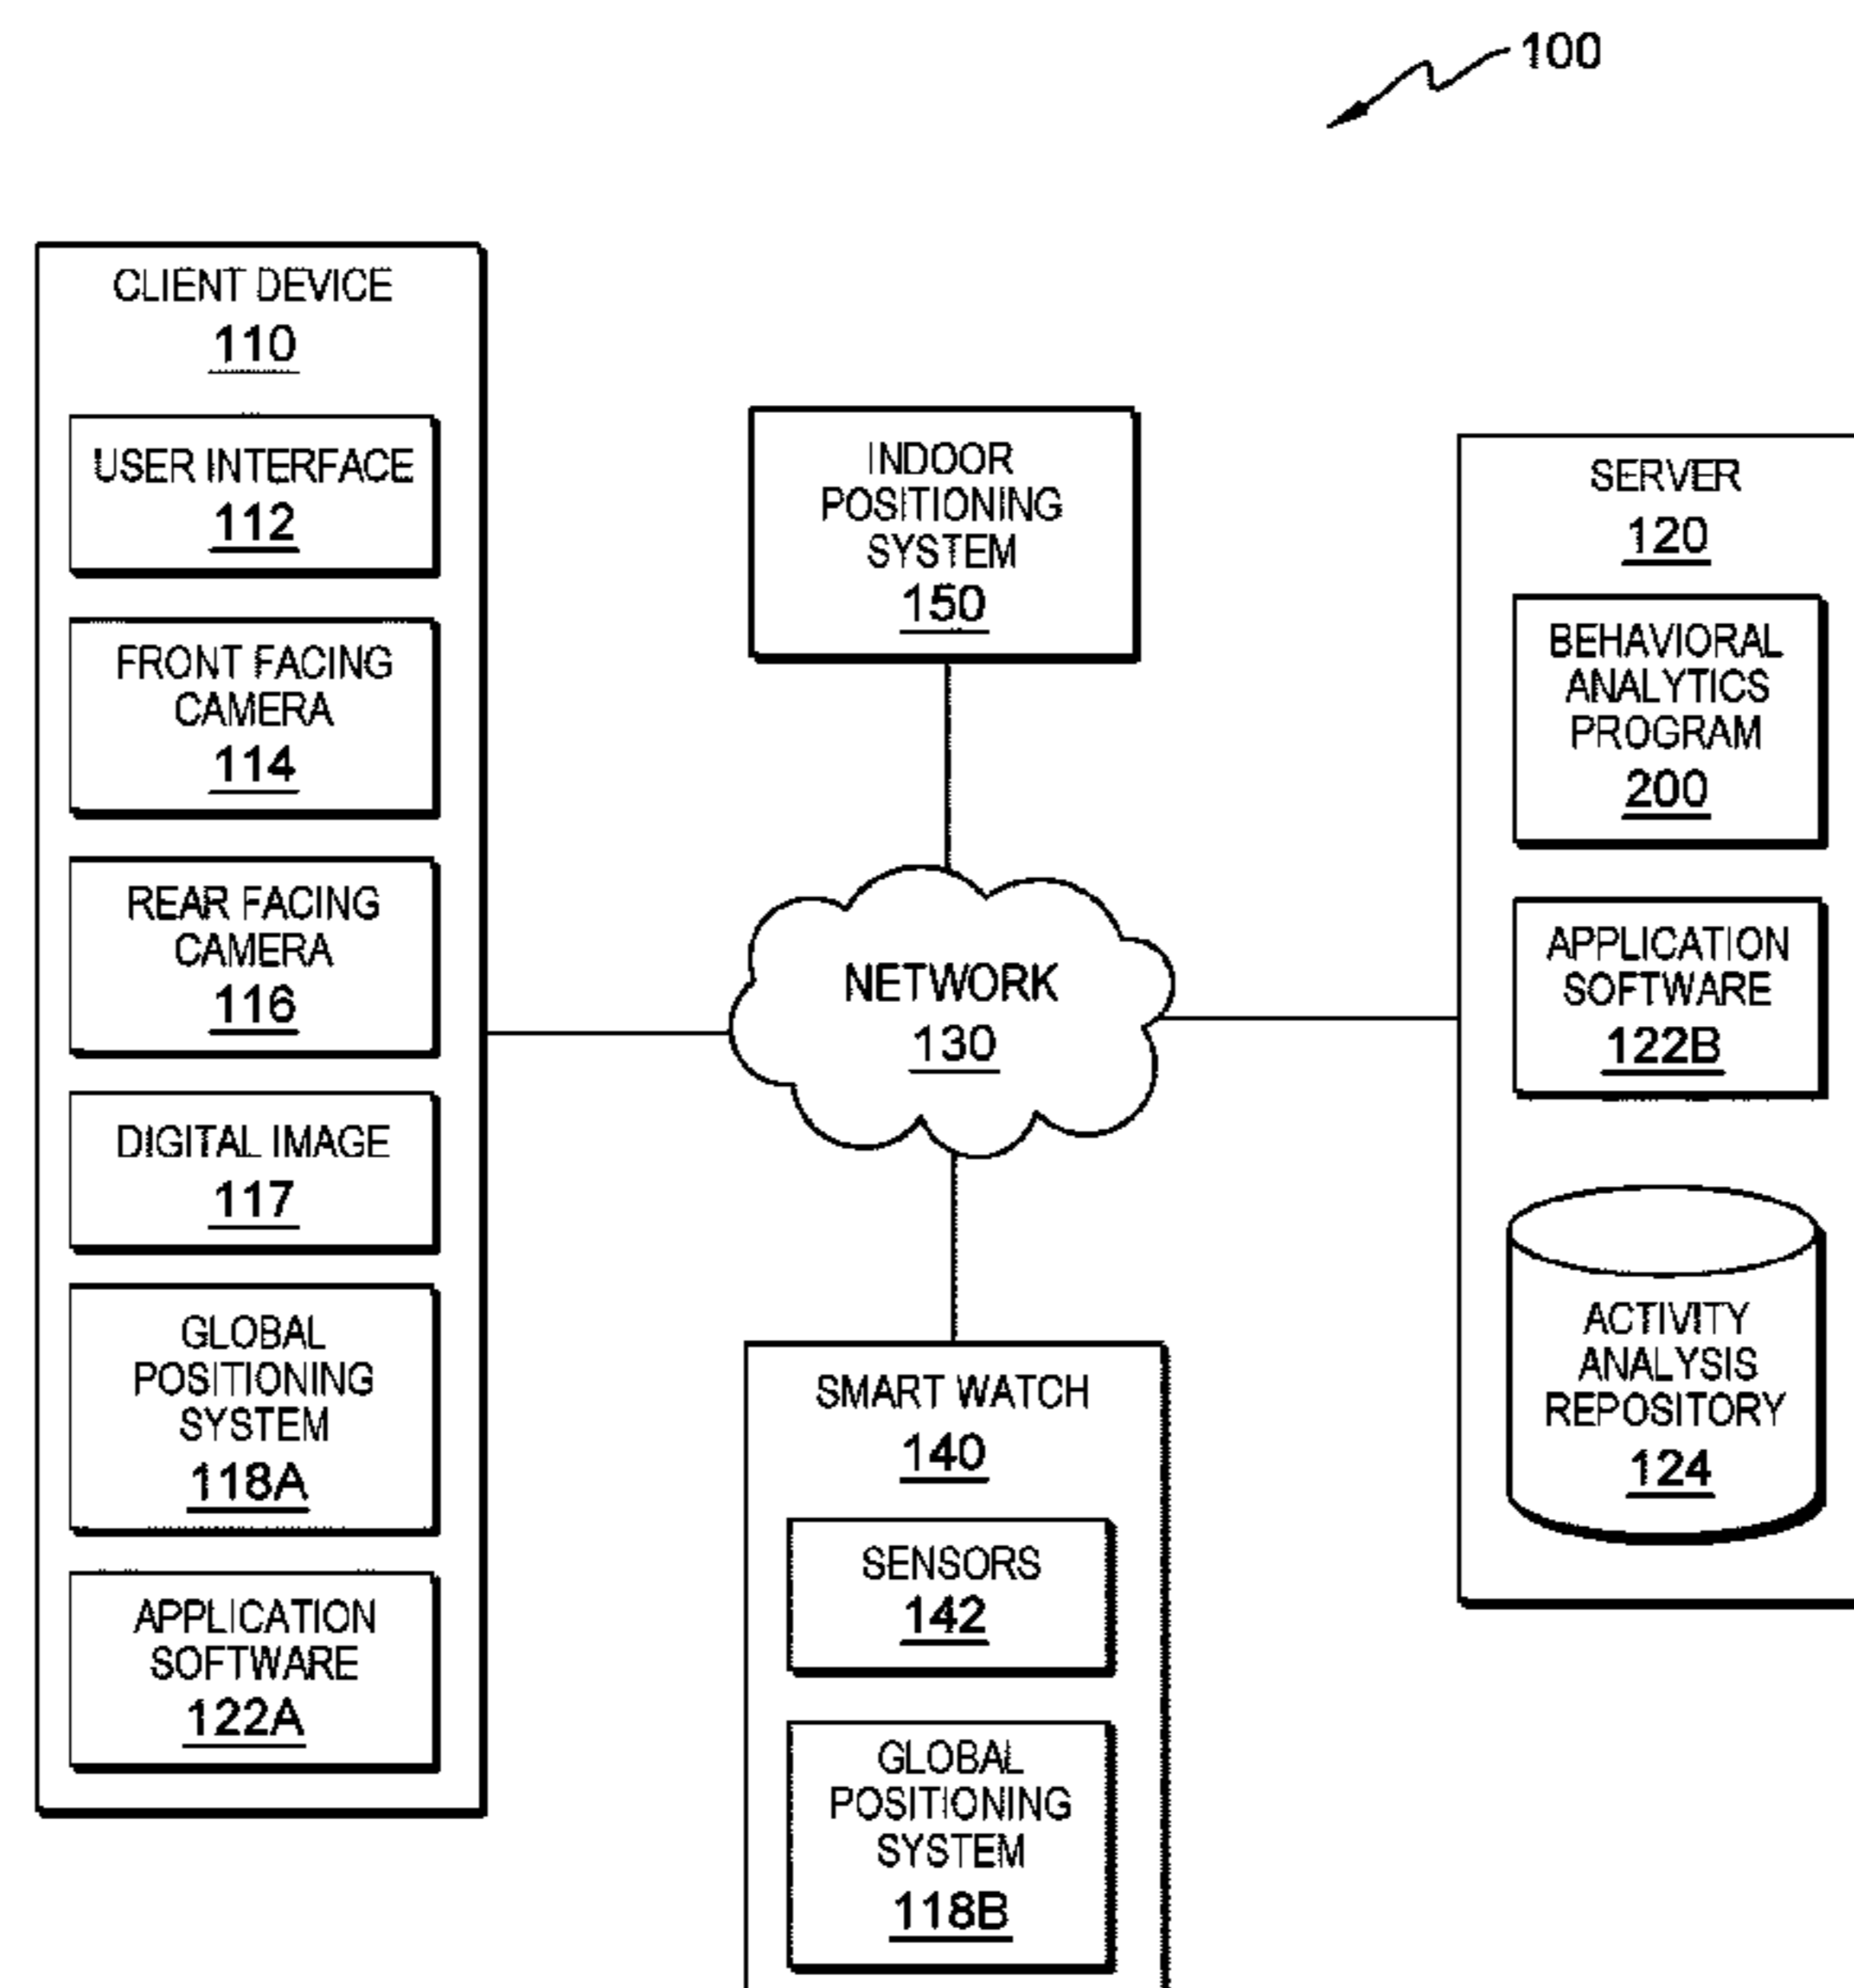 100
CLIENT DEVICE
110
USER INTERFACE
112
FRONT FACING
CAMERA
114
REAR FACING
CAMERA
116
DIGITAL IMAGE
117
GLOBAL
POSITIONING
SYSTEM
118A
APPLICATION
SOFTWARE
122A
INDOOR
POSITIONING
SYSTEM
150
NETWORK
130
SMART WATCH
140
SENSORS
142
GLOBAL
POSITIONING
SYSTEM
118B
SERVER
120
BEHAVIORAL
ANALYTICS
PROGRAM
200
APPLICATION
SOFTWARE
122B
ACTIVITY
ANALYSIS
REPOSITORY
124